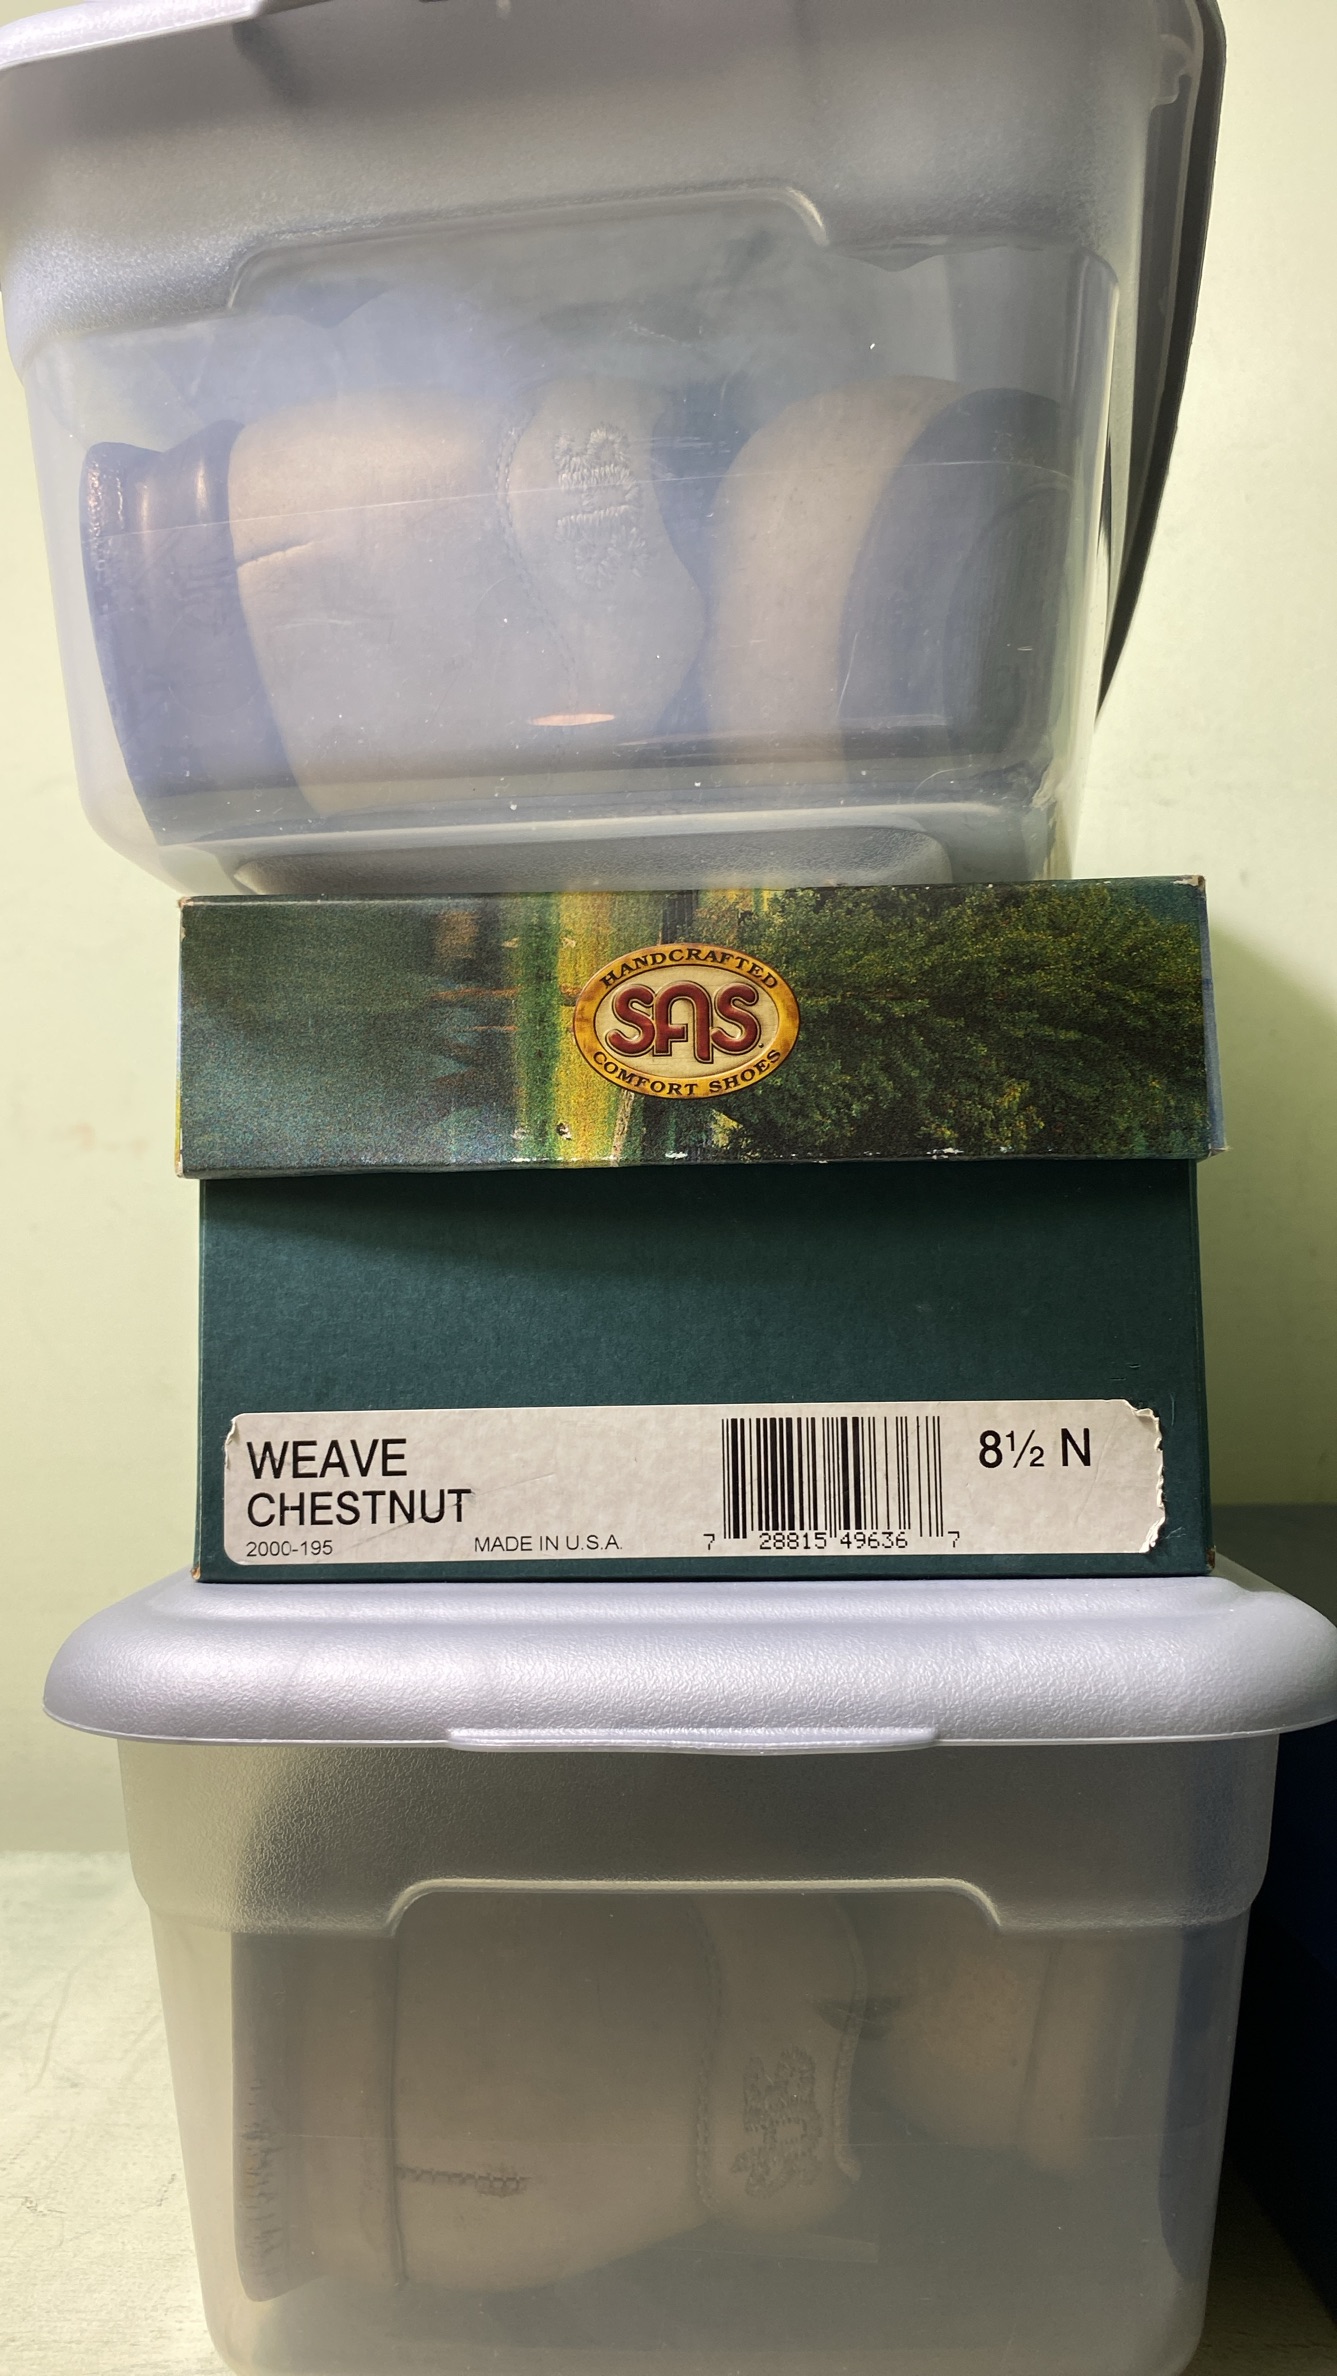 HANDCRAFTED
SAS
COMFORT SHOES
WEAVE
CHESTNUT
2000-195
MADE IN U.S.A.
7 28815 49636 7
8½ N